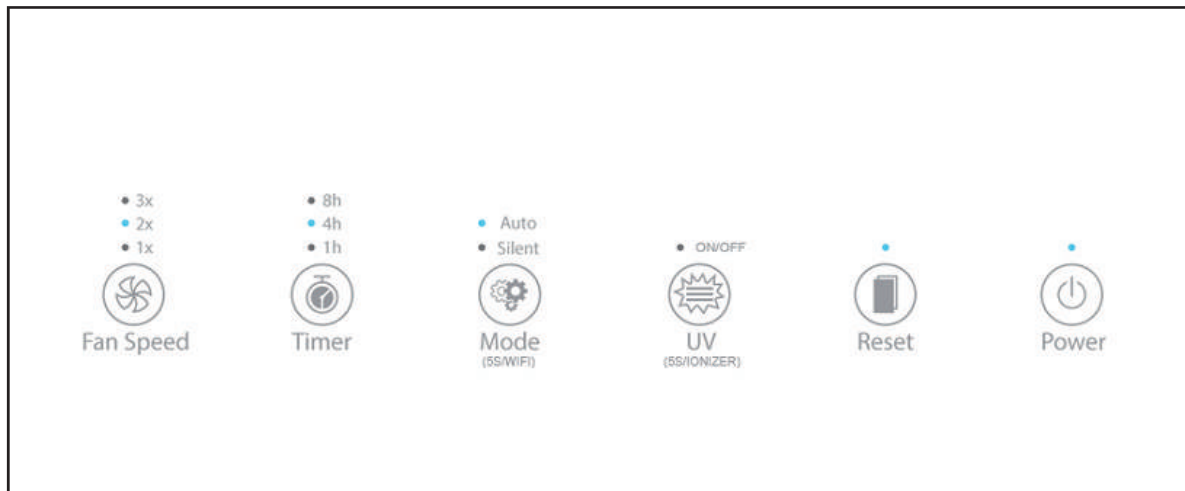 3x
2x
1x
Fan Speed
8h
4h
1h
Timer
Auto
Silent
Mode
(5S/WIFI)
ON/OFF
UV
(5S/IONIZER)
Reset
Power